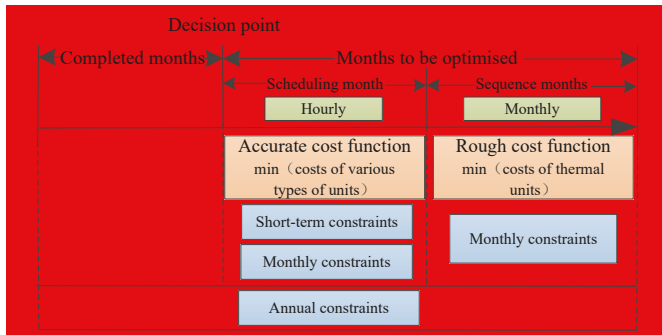 Decision point
Completed months
Months to be optimised
Scheduling month
Sequence months
Hourly
Monthly
Accurate cost function
min（costs of various
types of units）
Rough cost function
min（costs of thermal
units）
Short-term constraints
Monthly constraints
Monthly constraints
Annual constraints